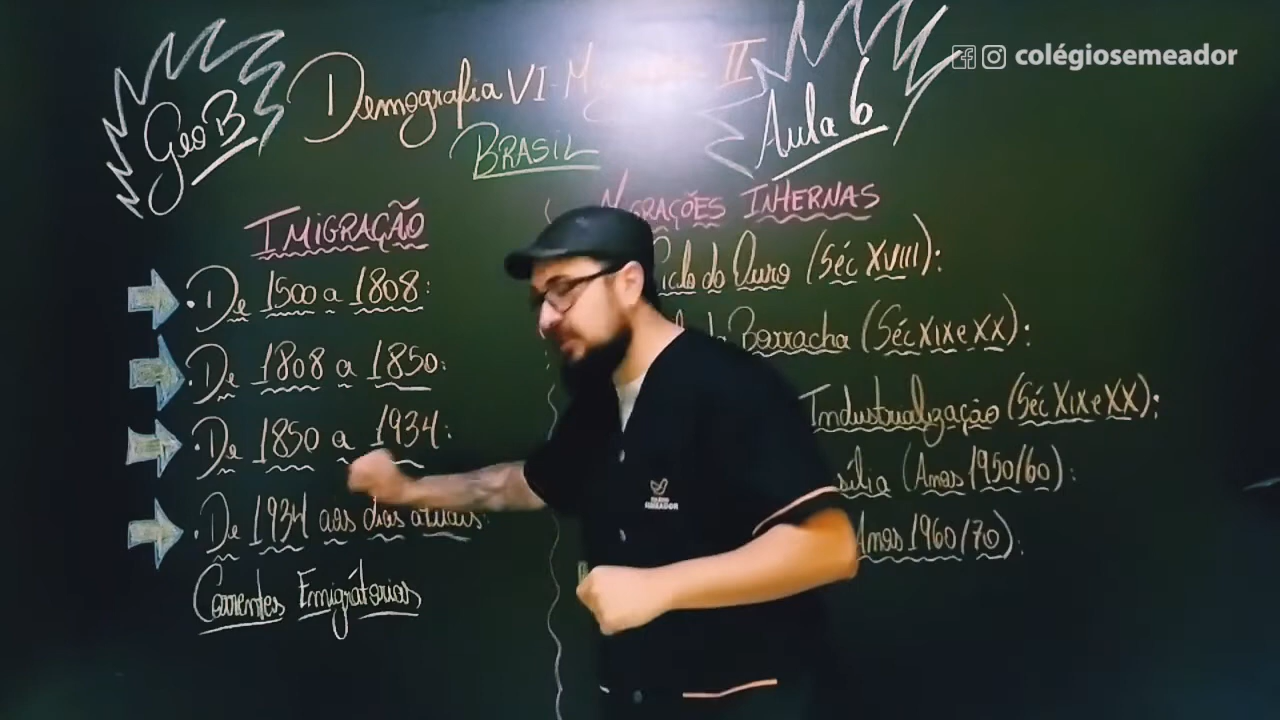 colégiosemeador
Geo B
Demografia VI - II
Aula 6
BRASIL
IMIGRAÇÃO
• De 1500 a 1808:
• De 1808 a 1850:
• De 1850 a 1934:
• De 1934 aos dias atuais:
Correntes Emigratórias
MIGRAÇÕES INTERNAS
Ciclo do Ouro (Séc XVIII):
Borracha (Séc XIX e XX):
Industrialização (Séc XIX e XX):
sília (Anos 1950/60):
Anos 1960/70):
SEMEADOR